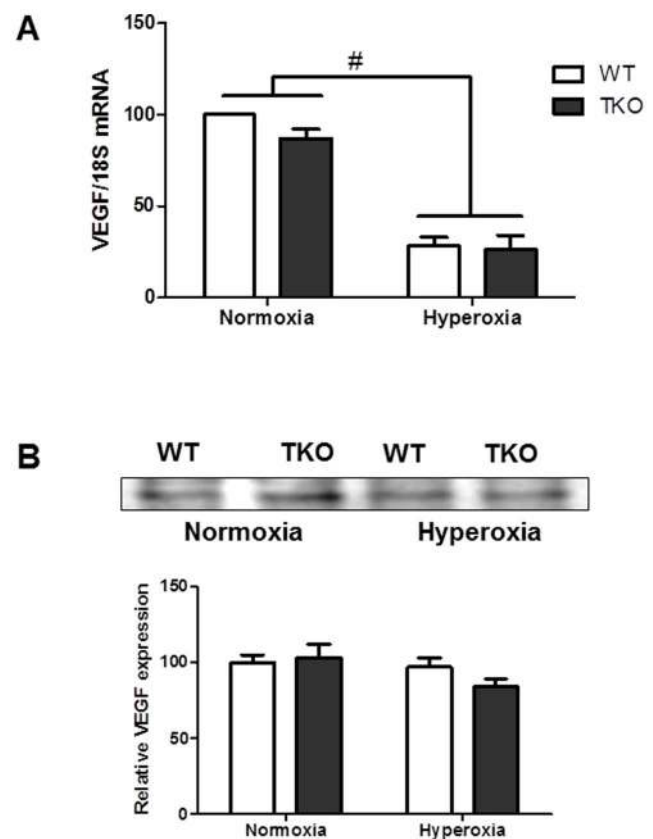 A
VEGF/18S mRNA
150
100
50
0
#
WT
TKO
Normoxia Hyperoxia
B
WT TKO WT TKO
Normoxia Hyperoxia
Relative VEGF expression
150
100
50
0
Normoxia Hyperoxia